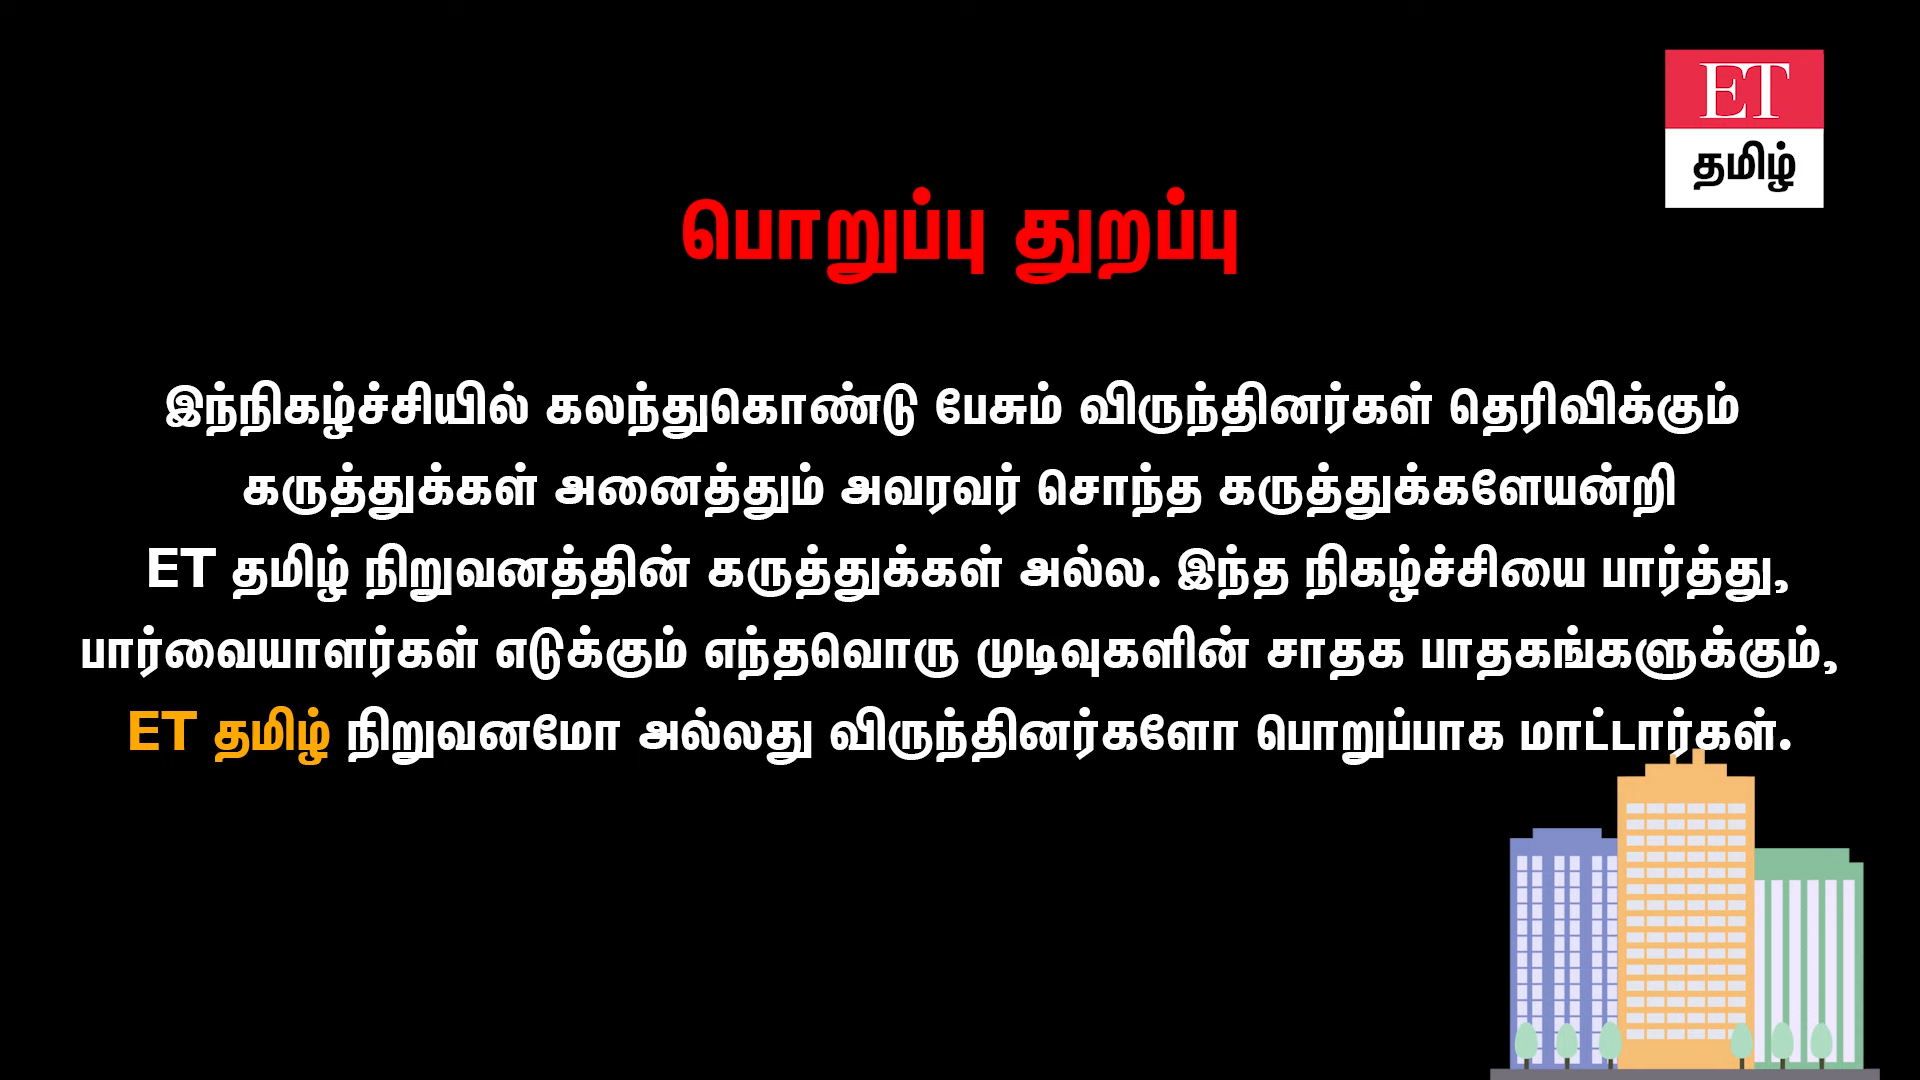 ET
தமிழ்
பொறுப்பு துறப்பு
இந்நிகழ்ச்சியில் கலந்துகொண்டு பேசும் விருந்தினர்கள் தெரிவிக்கும்
கருத்துக்கள் அனைத்தும் அவரவர் சொந்த கருத்துக்களேயன்றி
ET தமிழ் நிறுவனத்தின் கருத்துக்கள் அல்ல. இந்த நிகழ்ச்சியை பார்த்து,
பார்வையாளர்கள் எடுக்கும் எந்தவொரு முடிவுகளின் சாதக பாதகங்களுக்கும்,
ET தமிழ் நிறுவனமோ அல்லது விருந்தினர்களோ பொறுப்பாக மாட்டார்கள்.